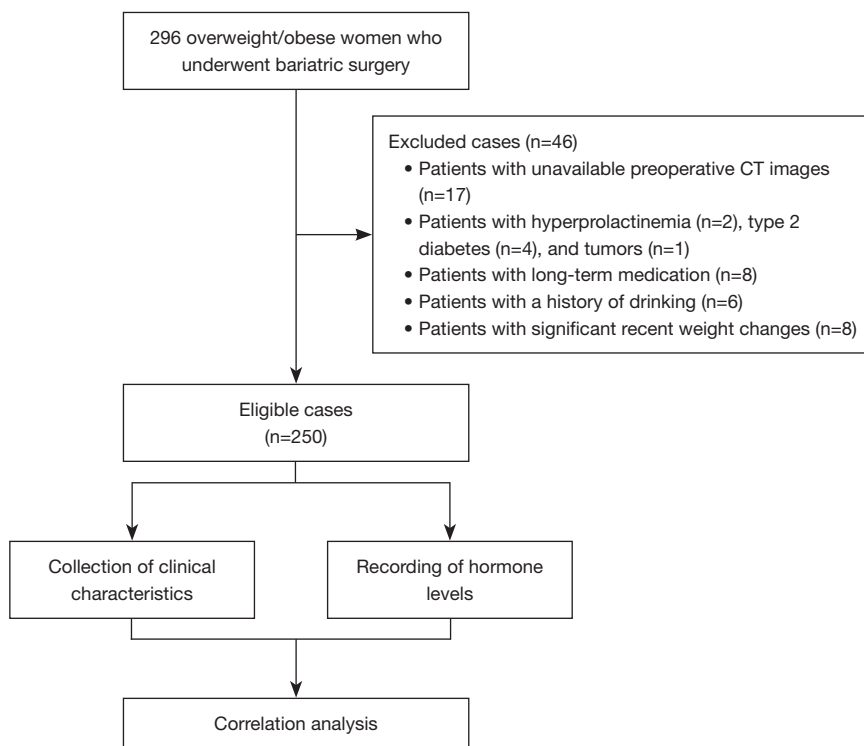 296 overweight/obese women who
underwent bariatric surgery
Excluded cases (n=46)
• Patients with unavailable preoperative CT images
(n=17)
• Patients with hyperprolactinemia (n=2), type 2
diabetes (n=4), and tumors (n=1)
• Patients with long-term medication (n=8)
• Patients with a history of drinking (n=6)
• Patients with significant recent weight changes (n=8)
Eligible cases
(n=250)
Collection of clinical
characteristics
Recording of hormone
levels
Correlation analysis